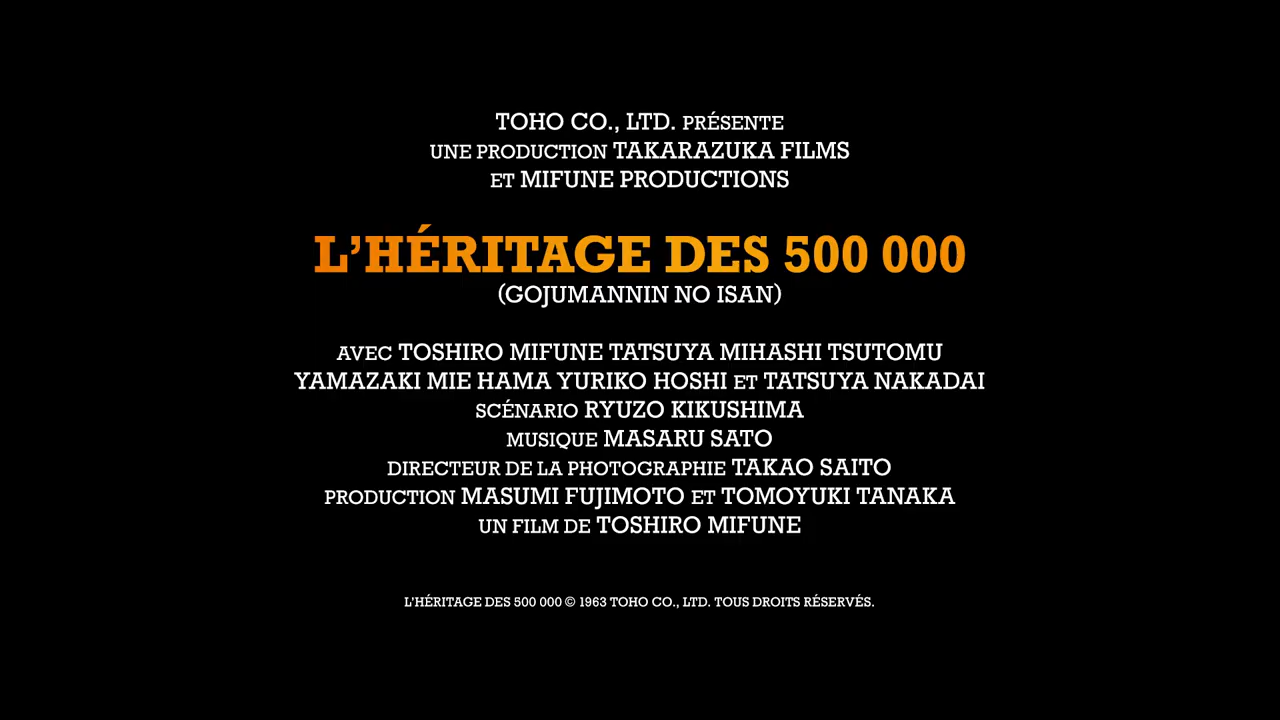 TOHO CO., LTD. PRÉSENTE
UNE PRODUCTION TAKARAZUKA FILMS
ET MIFUNE PRODUCTIONS
L’HÉRITAGE DES 500 000
(GOJUMANNIN NO ISAN)
AVEC TOSHIRO MIFUNE TATSUYA MIHASHI TSUTOMU
YAMAZAKI MIE HAMA YURIKO HOSHI ET TATSUYA NAKADAI
SCÉNARIO RYUZO KIKUSHIMA
MUSIQUE MASARU SATO
DIRECTEUR DE LA PHOTOGRAPHIE TAKAO SAITO
PRODUCTION MASUMI FUJIMOTO ET TOMOYUKI TANAKA
UN FILM DE TOSHIRO MIFUNE
L’HÉRITAGE DES 500 000 © 1963 TOHO CO., LTD. TOUS DROITS RÉSERVÉS.